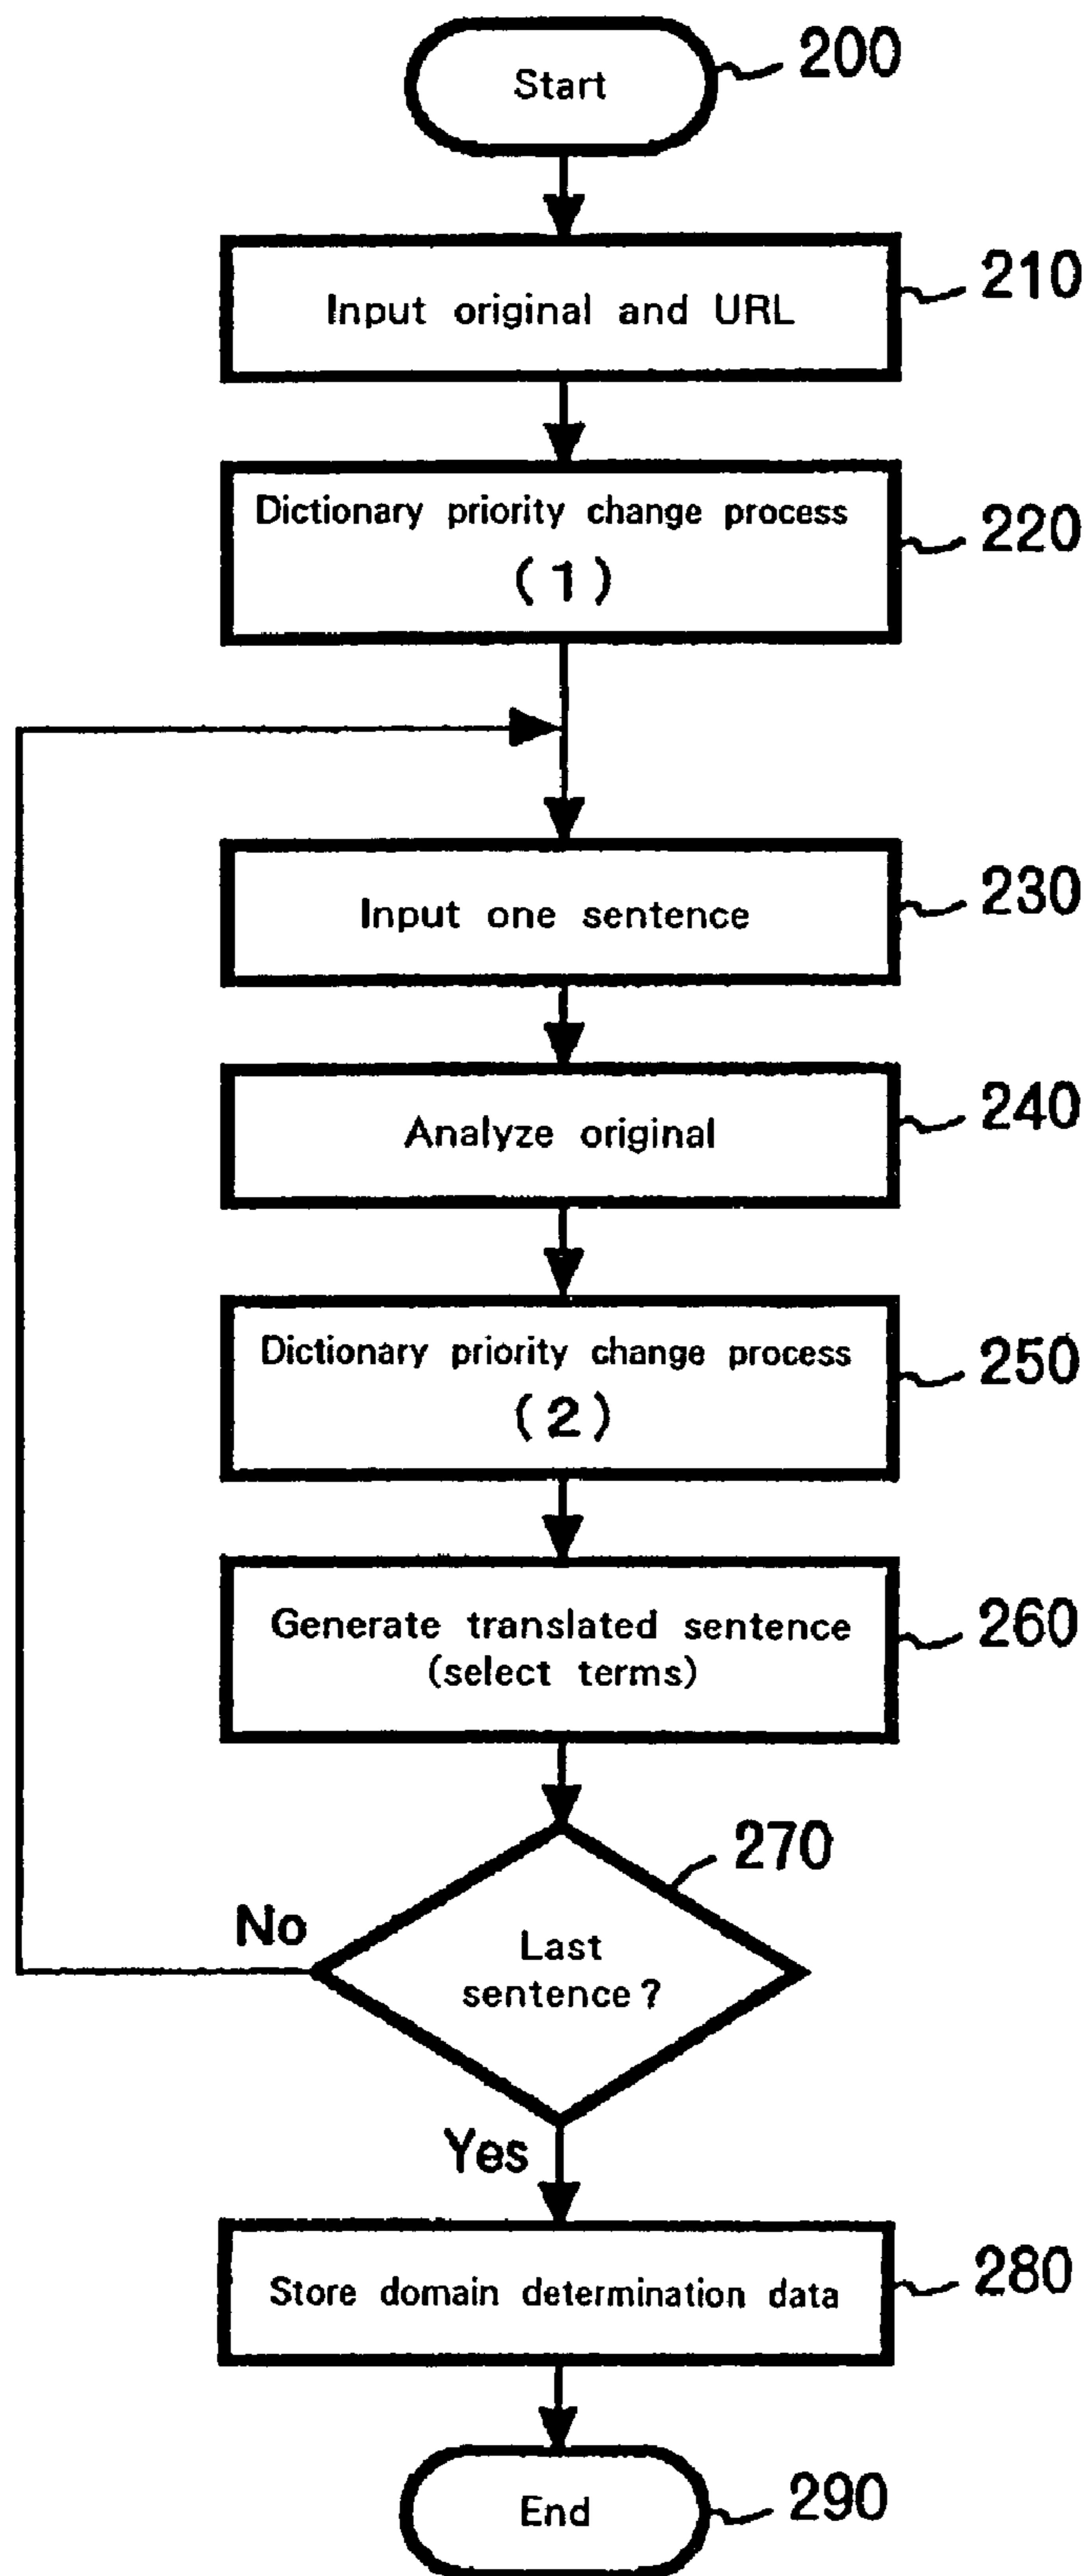 Start
200
Input original and URL
210
Dictionary priority change process
(1)
220
Input one sentence
230
Analyze original
240
Dictionary priority change process
(2)
250
Generate translated sentence
(select terms)
260
270
No
Last
sentence?
Yes
Store domain determination data
280
End
290